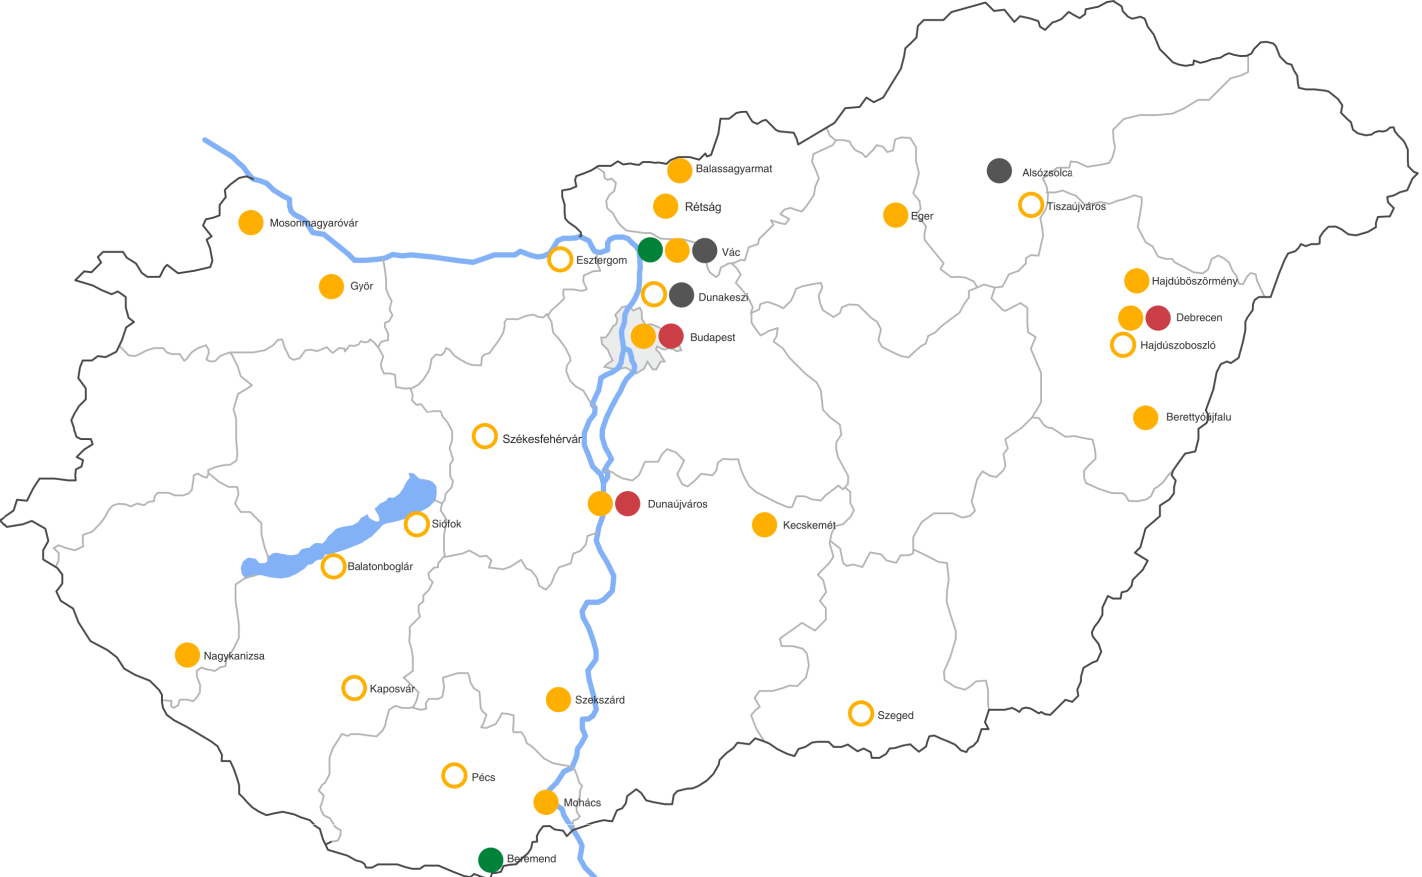 Balassagyarmat
Alsózsolca
Rétság
Tiszaújváros
Eger
Mosonmagyaróvár
Vác
Esztergom
Hajdúböszörmény
Györ
Dunakeszi
Debrecen
Budapest
Hajdúszoboszló
Berettyóújfalu
Székesfehérvár
Dunaújváros
Siófok
Kecskemét
Balatonboglár
Nagykanizsa
Kaposvár
Szekszárd
Szeged
Pécs
Mohács
Beremend